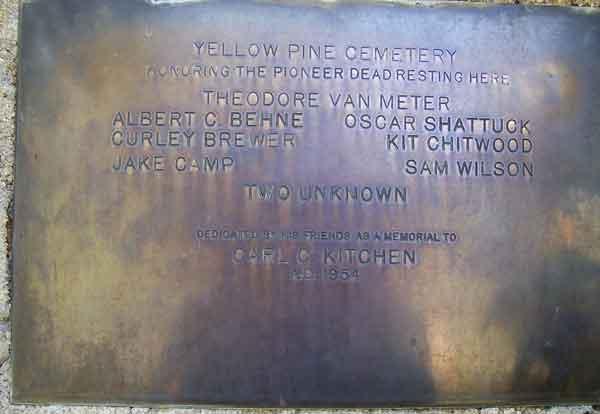 YELLOW PINE CEMETERY
HONORING THE PIONEER DEAD RESTING HERE
THEODORE VAN METER
ALBERT C. BEHNE OSCAR SHATTUCK
CURLEY BREWER KIT CHITWOOD
JAKE CAMP SAM WILSON
TWO UNKNOWN
DEDICATED BY HIS FRIENDS AS A MEMORIAL TO
CARL C. KITCHEN
1954